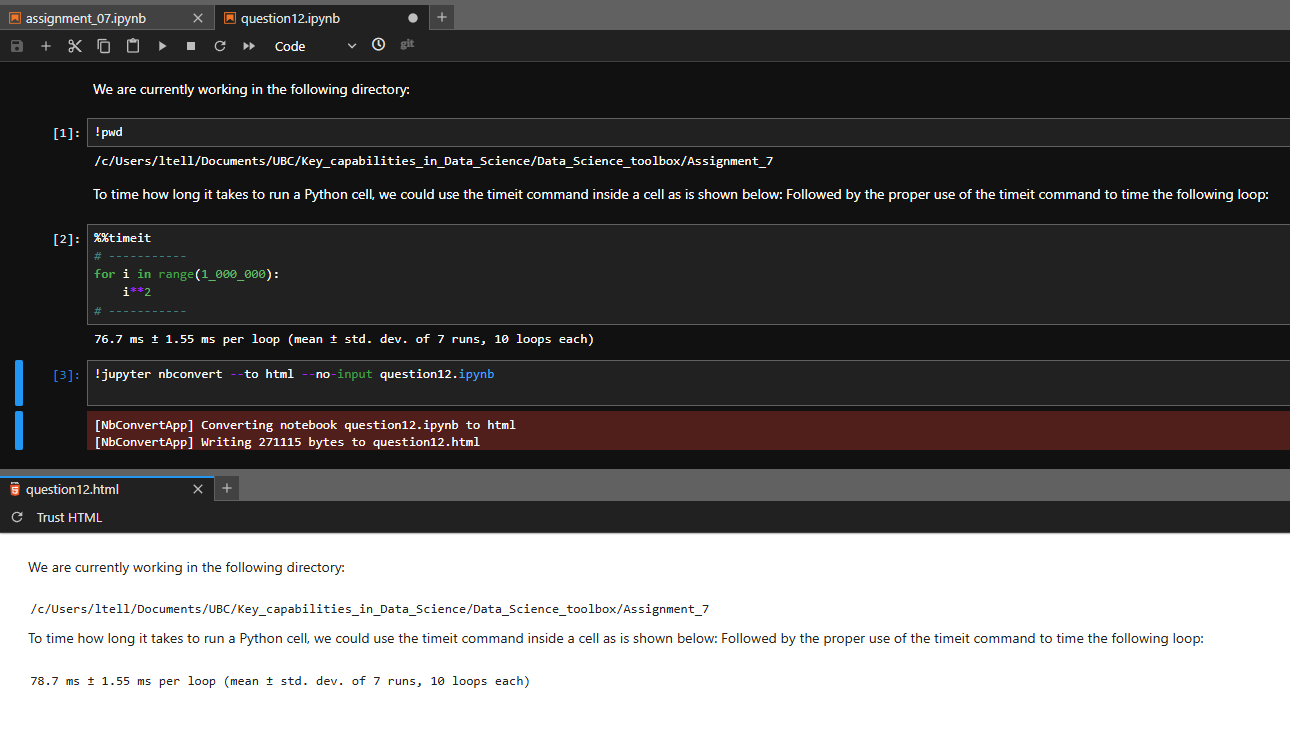 assignment_07.ipynb
question12.ipynb
Code
git
We are currently working in the following directory:
[1]: !pwd
/c/Users/ltell/Documents/UBC/Key_capabilities_in_Data_Science/Data_Science_toolbox/Assignment_7
To time how long it takes to run a Python cell, we could use the timeit command inside a cell as is shown below: Followed by the proper use of the timeit command to time the following loop:
[2]: %%timeit
# -----------
for i in range(1_000_000):
    i**2
# -----------
76.7 ms ± 1.55 ms per loop (mean ± std. dev. of 7 runs, 10 loops each)
[3]: !jupyter nbconvert --to html --no-input question12.ipynb
[NbConvertApp] Converting notebook question12.ipynb to html
[NbConvertApp] Writing 271115 bytes to question12.html
question12.html
Trust HTML
We are currently working in the following directory:
/c/Users/ltell/Documents/UBC/Key_capabilities_in_Data_Science/Data_Science_toolbox/Assignment_7
To time how long it takes to run a Python cell, we could use the timeit command inside a cell as is shown below: Followed by the proper use of the timeit command to time the following loop:
78.7 ms ± 1.55 ms per loop (mean ± std. dev. of 7 runs, 10 loops each)